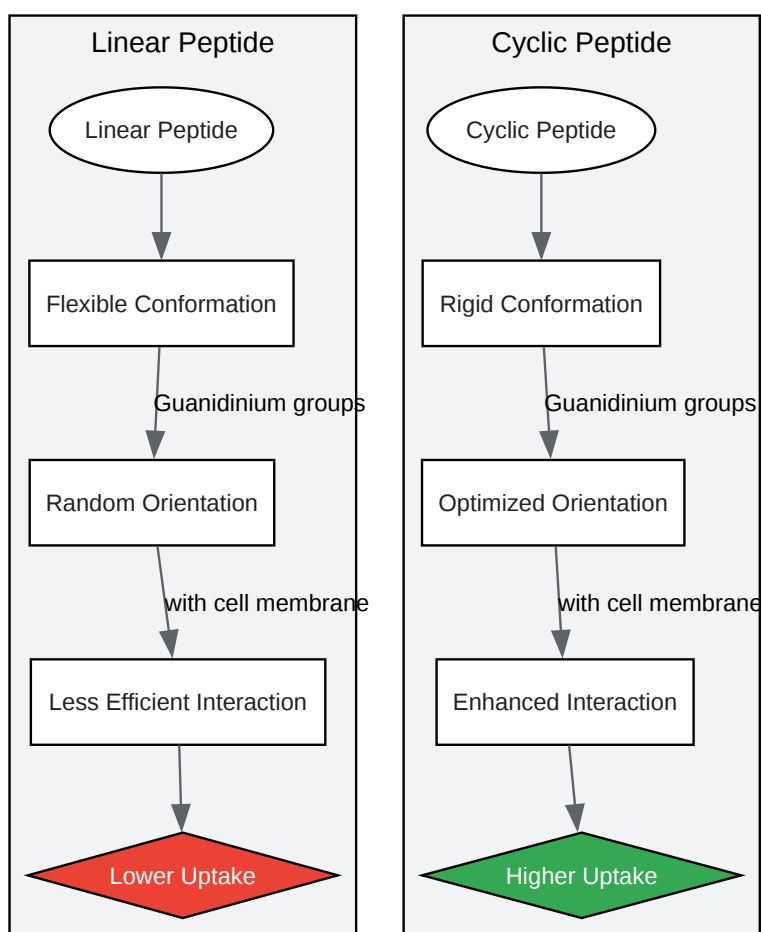 Linear Peptide
Linear Peptide
Flexible Conformation
Guanidinium groups
Random Orientation
with cell membrane
Less Efficient Interaction
Lower Uptake
Cyclic Peptide
Cyclic Peptide
Rigid Conformation
Guanidinium groups
Optimized Orientation
with cell membrane
Enhanced Interaction
Higher Uptake